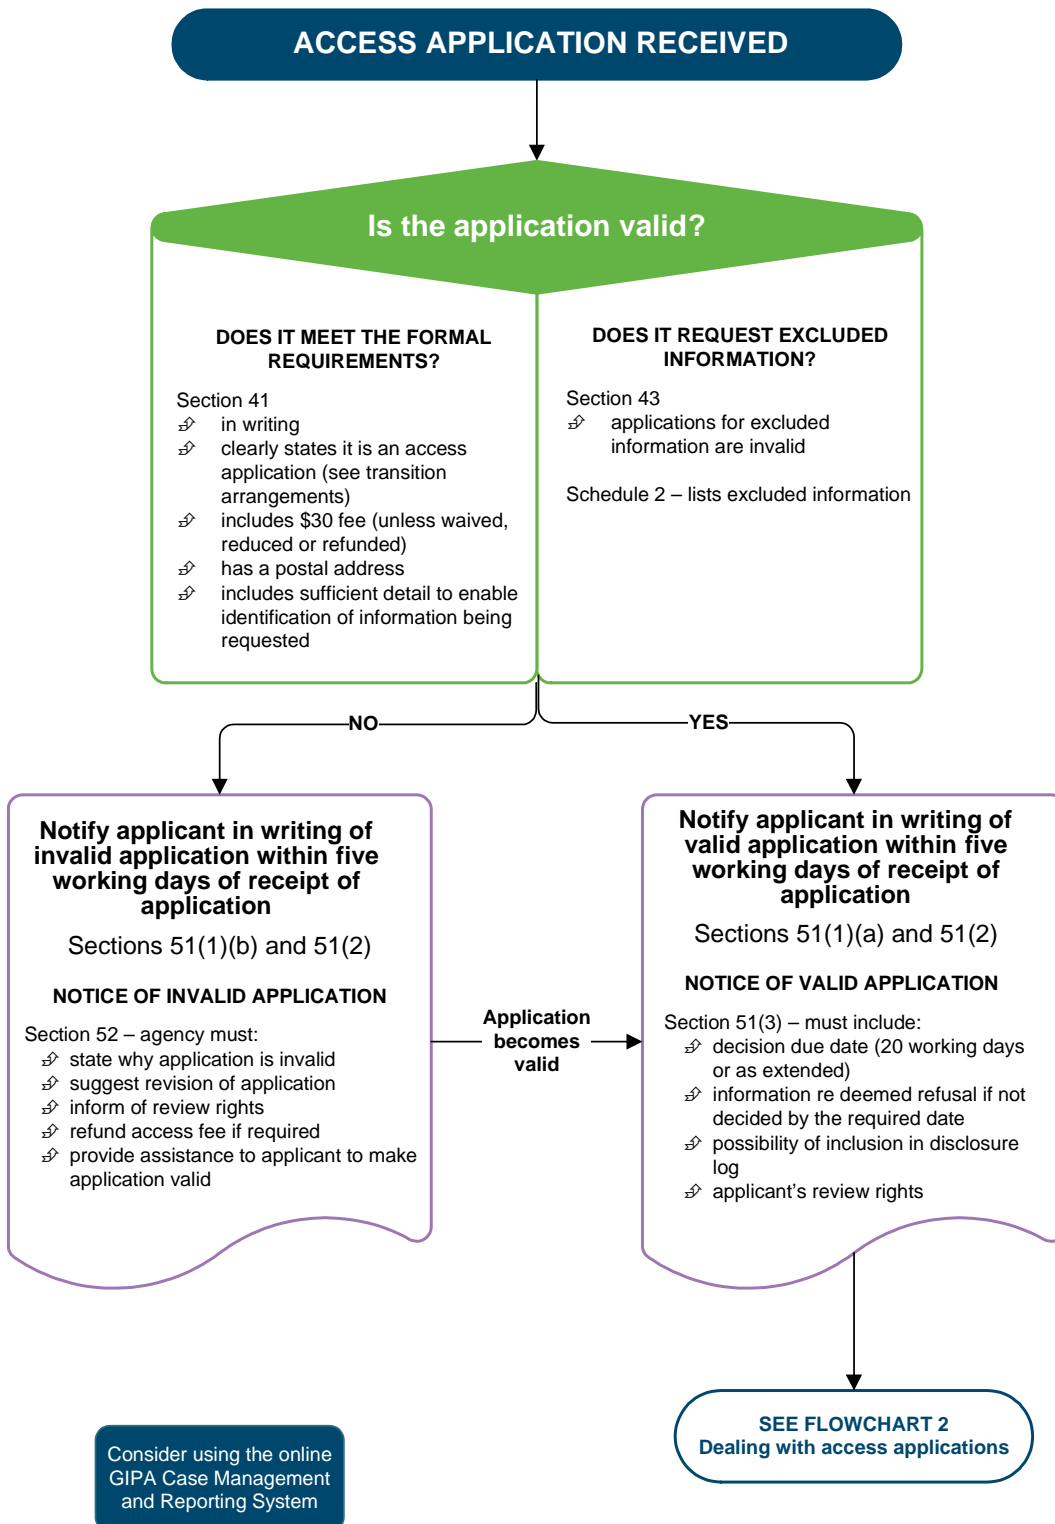 ACCESS APPLICATION RECEIVED
Is the application valid?
DOES IT MEET THE FORMAL
REQUIREMENTS?
Section 41
in writing
clearly states it is an access
application (see transition
arrangements)
includes $30 fee (unless waived,
reduced or refunded)
has a postal address
includes sufficient detail to enable
identification of information being
requested
DOES IT REQUEST EXCLUDED
INFORMATION?
Section 43
applications for excluded
information are invalid
Schedule 2 – lists excluded information
NO
YES
Notify applicant in writing of
invalid application within five
working days of receipt of
application
Sections 51(1)(b) and 51(2)
NOTICE OF INVALID APPLICATION
Section 52 – agency must:
state why application is invalid
suggest revision of application
inform of review rights
refund access fee if required
provide assistance to applicant to make
application valid
Application
becomes
valid
Notify applicant in writing of
valid application within five
working days of receipt of
application
Sections 51(1)(a) and 51(2)
NOTICE OF VALID APPLICATION
Section 51(3) – must include:
decision due date (20 working days
or as extended)
information re deemed refusal if not
decided by the required date
possibility of inclusion in disclosure
log
applicant's review rights
SEE FLOWCHART 2
Dealing with access applications
Consider using the online
GIPA Case Management
and Reporting System